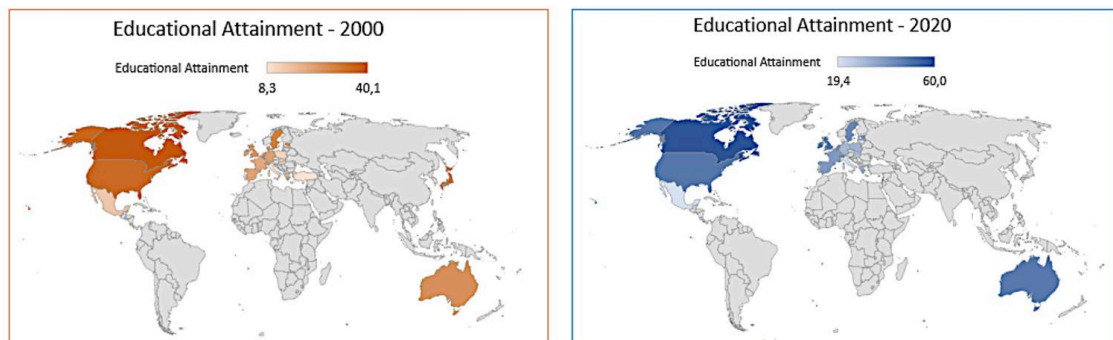 Educational Attainment - 2000
Educational Attainment
8,3
40,1
Educational Attainment - 2020
Educational Attainment
19,4
60,0